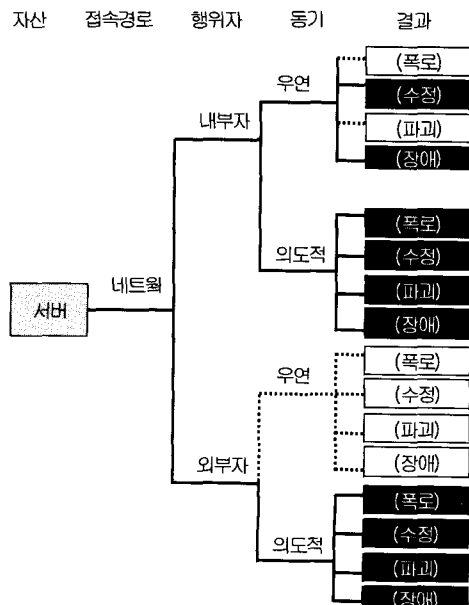 자산 접속경로 행위자 동기 결과
우연
(폭로)
(수정)
내부자
(파괴)
(장애)
의도적
(폭로)
(수정)
(파괴)
(장애)
서버
네트웍
우연
(폭로)
(수정)
(파괴)
(장애)
외부자
의도적
(폭로)
(수정)
(파괴)
(장애)